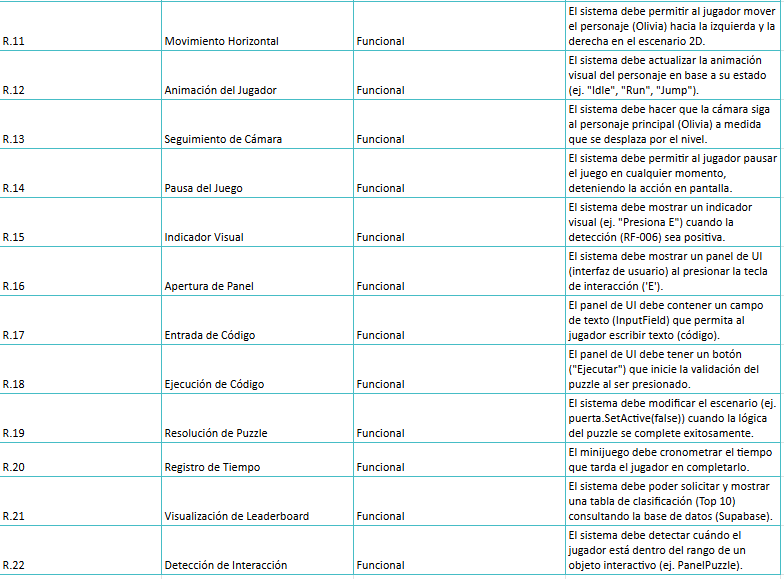 El sistema debe permitir al jugador mover
el personaje (Olivia) hacia la izquierda y la
R.11 Movimiento Horizontal Funcional derecha en el escenario 2D.
El sistema debe actualizar la animación
visual del personaje en base a su estado
R.12 Animación del Jugador Funcional (ej. "Idle", "Run", "Jump").
El sistema debe hacer que la cámara siga
al personaje principal (Olivia) a medida
R.13 Seguimiento de Cámara Funcional que se desplaza por el nivel.
El sistema debe permitir al jugador pausar
el juego en cualquier momento,
R.14 Pausa del Juego Funcional deteniendo la acción en pantalla.
El sistema debe mostrar un indicador
visual (ej. "Presiona E") cuando la
R.15 Indicador Visual Funcional detección (RF-006) sea positiva.
El sistema debe mostrar un panel de UI
(interfaz de usuario) al presionar la tecla
R.16 Apertura de Panel Funcional de interacción ('E').
El panel de UI debe contener un campo
de texto (InputField) que permita al
R.17 Entrada de Código Funcional jugador escribir texto (código).
El panel de UI debe tener un botón
("Ejecutar") que inicie la validación del
R.18 Ejecución de Código Funcional puzzle al ser presionado.
El sistema debe modificar el escenario (ej.
puerta.SetActive(false)) cuando la lógica
R.19 Resolución de Puzzle Funcional del puzzle se complete exitosamente.
El minijuego debe cronometrar el tiempo
R.20 Registro de Tiempo Funcional que tarda el jugador en completarlo.
El sistema debe poder solicitar y mostrar
una tabla de clasificación (Top 10)
R.21 Visualización de Leaderboard Funcional consultando la base de datos (Supabase).
El sistema debe detectar cuándo el
jugador está dentro del rango de un
R.22 Detección de Interacción Funcional objeto interactivo (ej. PanelPuzzle).